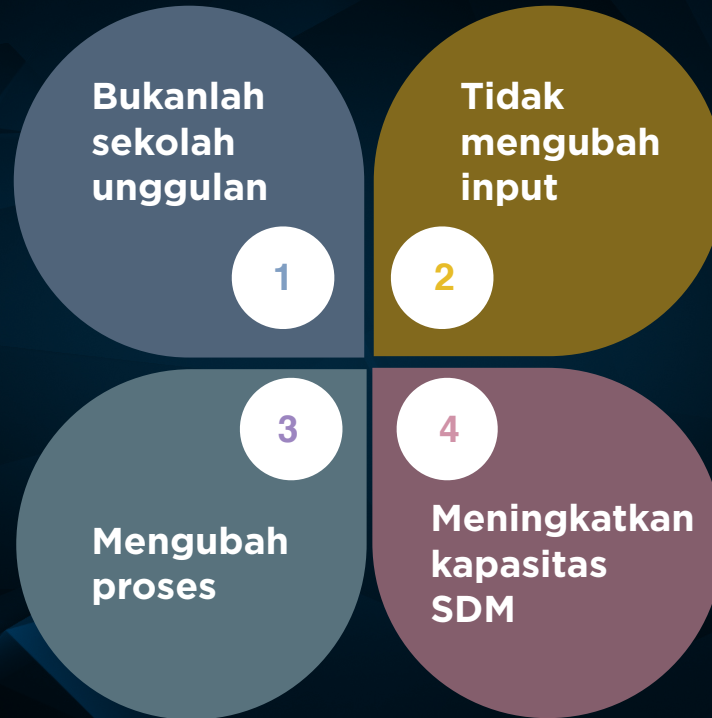 Bukanlah
sekolah
unggulan
1
Tidak
mengubah
input
2
3
Mengubah
proses
4
Meningkatkan
kapasitas
SDM